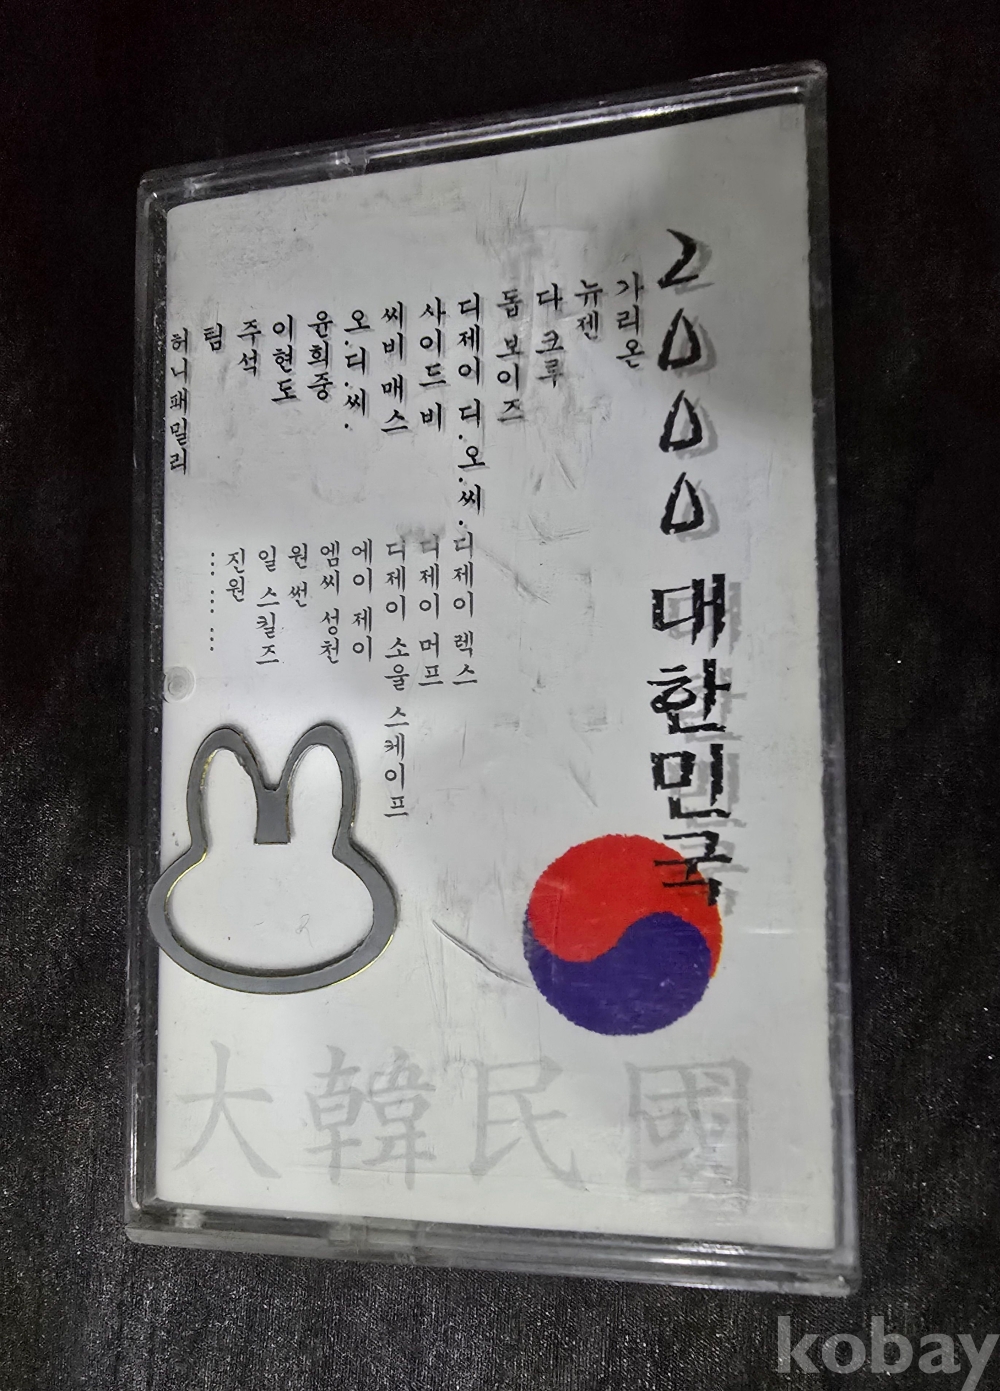 2000 대한민국
가리온
뉴젠
다 크루
돕 보이즈
디제이 디.오.씨.
사이드 비
씨비 매스
오.디.씨.
윤희중
이현도
주석
팀
허니패밀리
디제이 렉스
디제이 머프
디제이 소울 스케이프
에이 제이
엠씨 성천
원 썬
일 스킬즈
진원
............
大韓民國
kobay